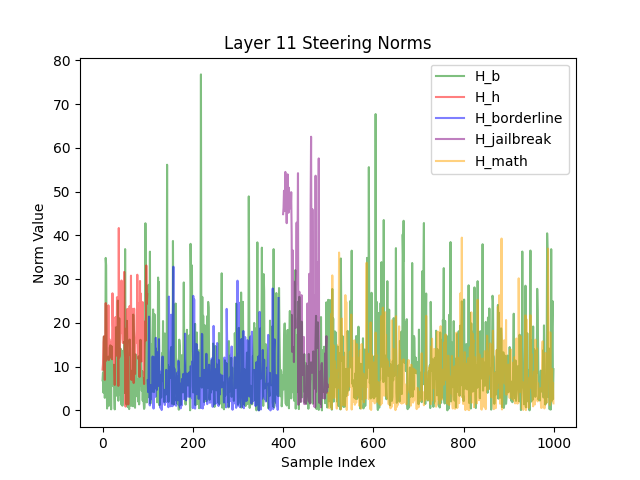 Layer 11 Steering Norms
Norm Value
80
70
60
50
40
30
20
10
0
H_b
H_h
H_borderline
H_jailbreak
H_math
0 200 400 600 800 1000
Sample Index